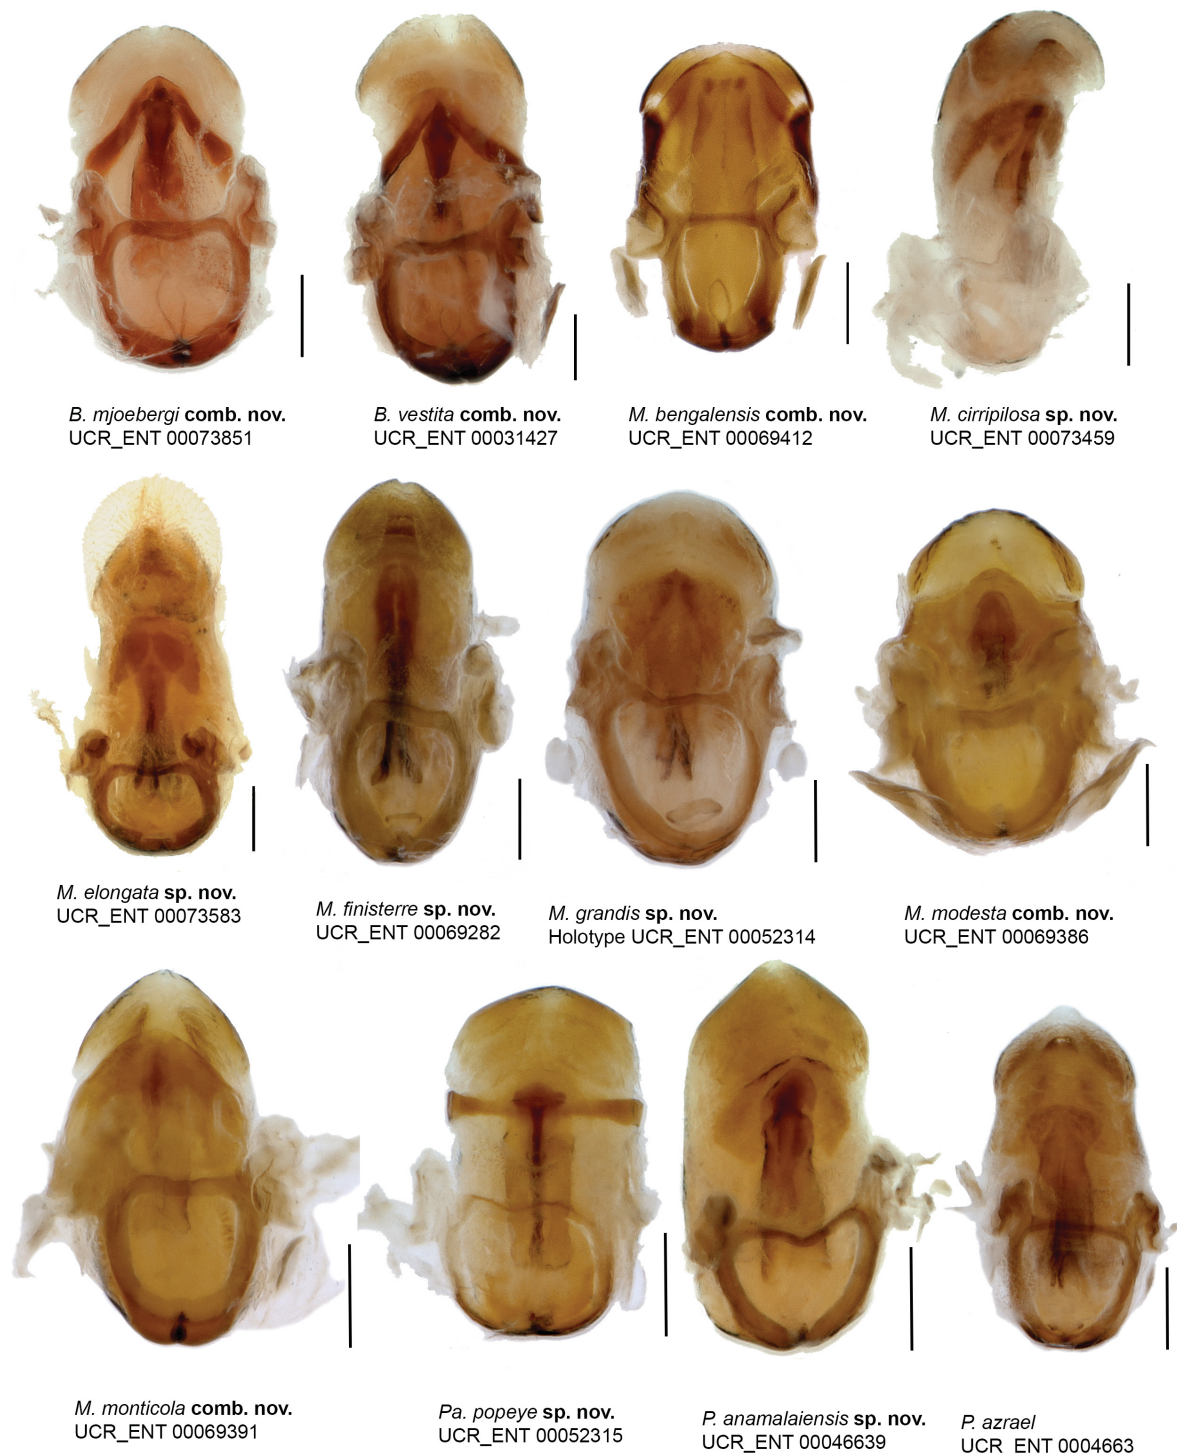 B. mjoebergi comb. nov.
UCR_ENT 00073851
B. vestita comb. nov.
UCR_ENT 00031427
M. bengalensis comb. nov.
UCR_ENT 00069412
M. cirripilosa sp. nov.
UCR_ENT 00073459
M. elongata sp. nov.
UCR_ENT 00073583
M. finisterre sp. nov.
UCR_ENT 00069282
M. grandis sp. nov.
Holotype UCR_ENT 00052314
M. modesta comb. nov.
UCR_ENT 00069386
M. monticola comb. nov.
UCR_ENT 00069391
Pa. popeye sp. nov.
UCR_ENT 00052315
P. anamalaiensis sp. nov.
UCR_ENT 00046639
P. azrael
UCR_ENT 0004663